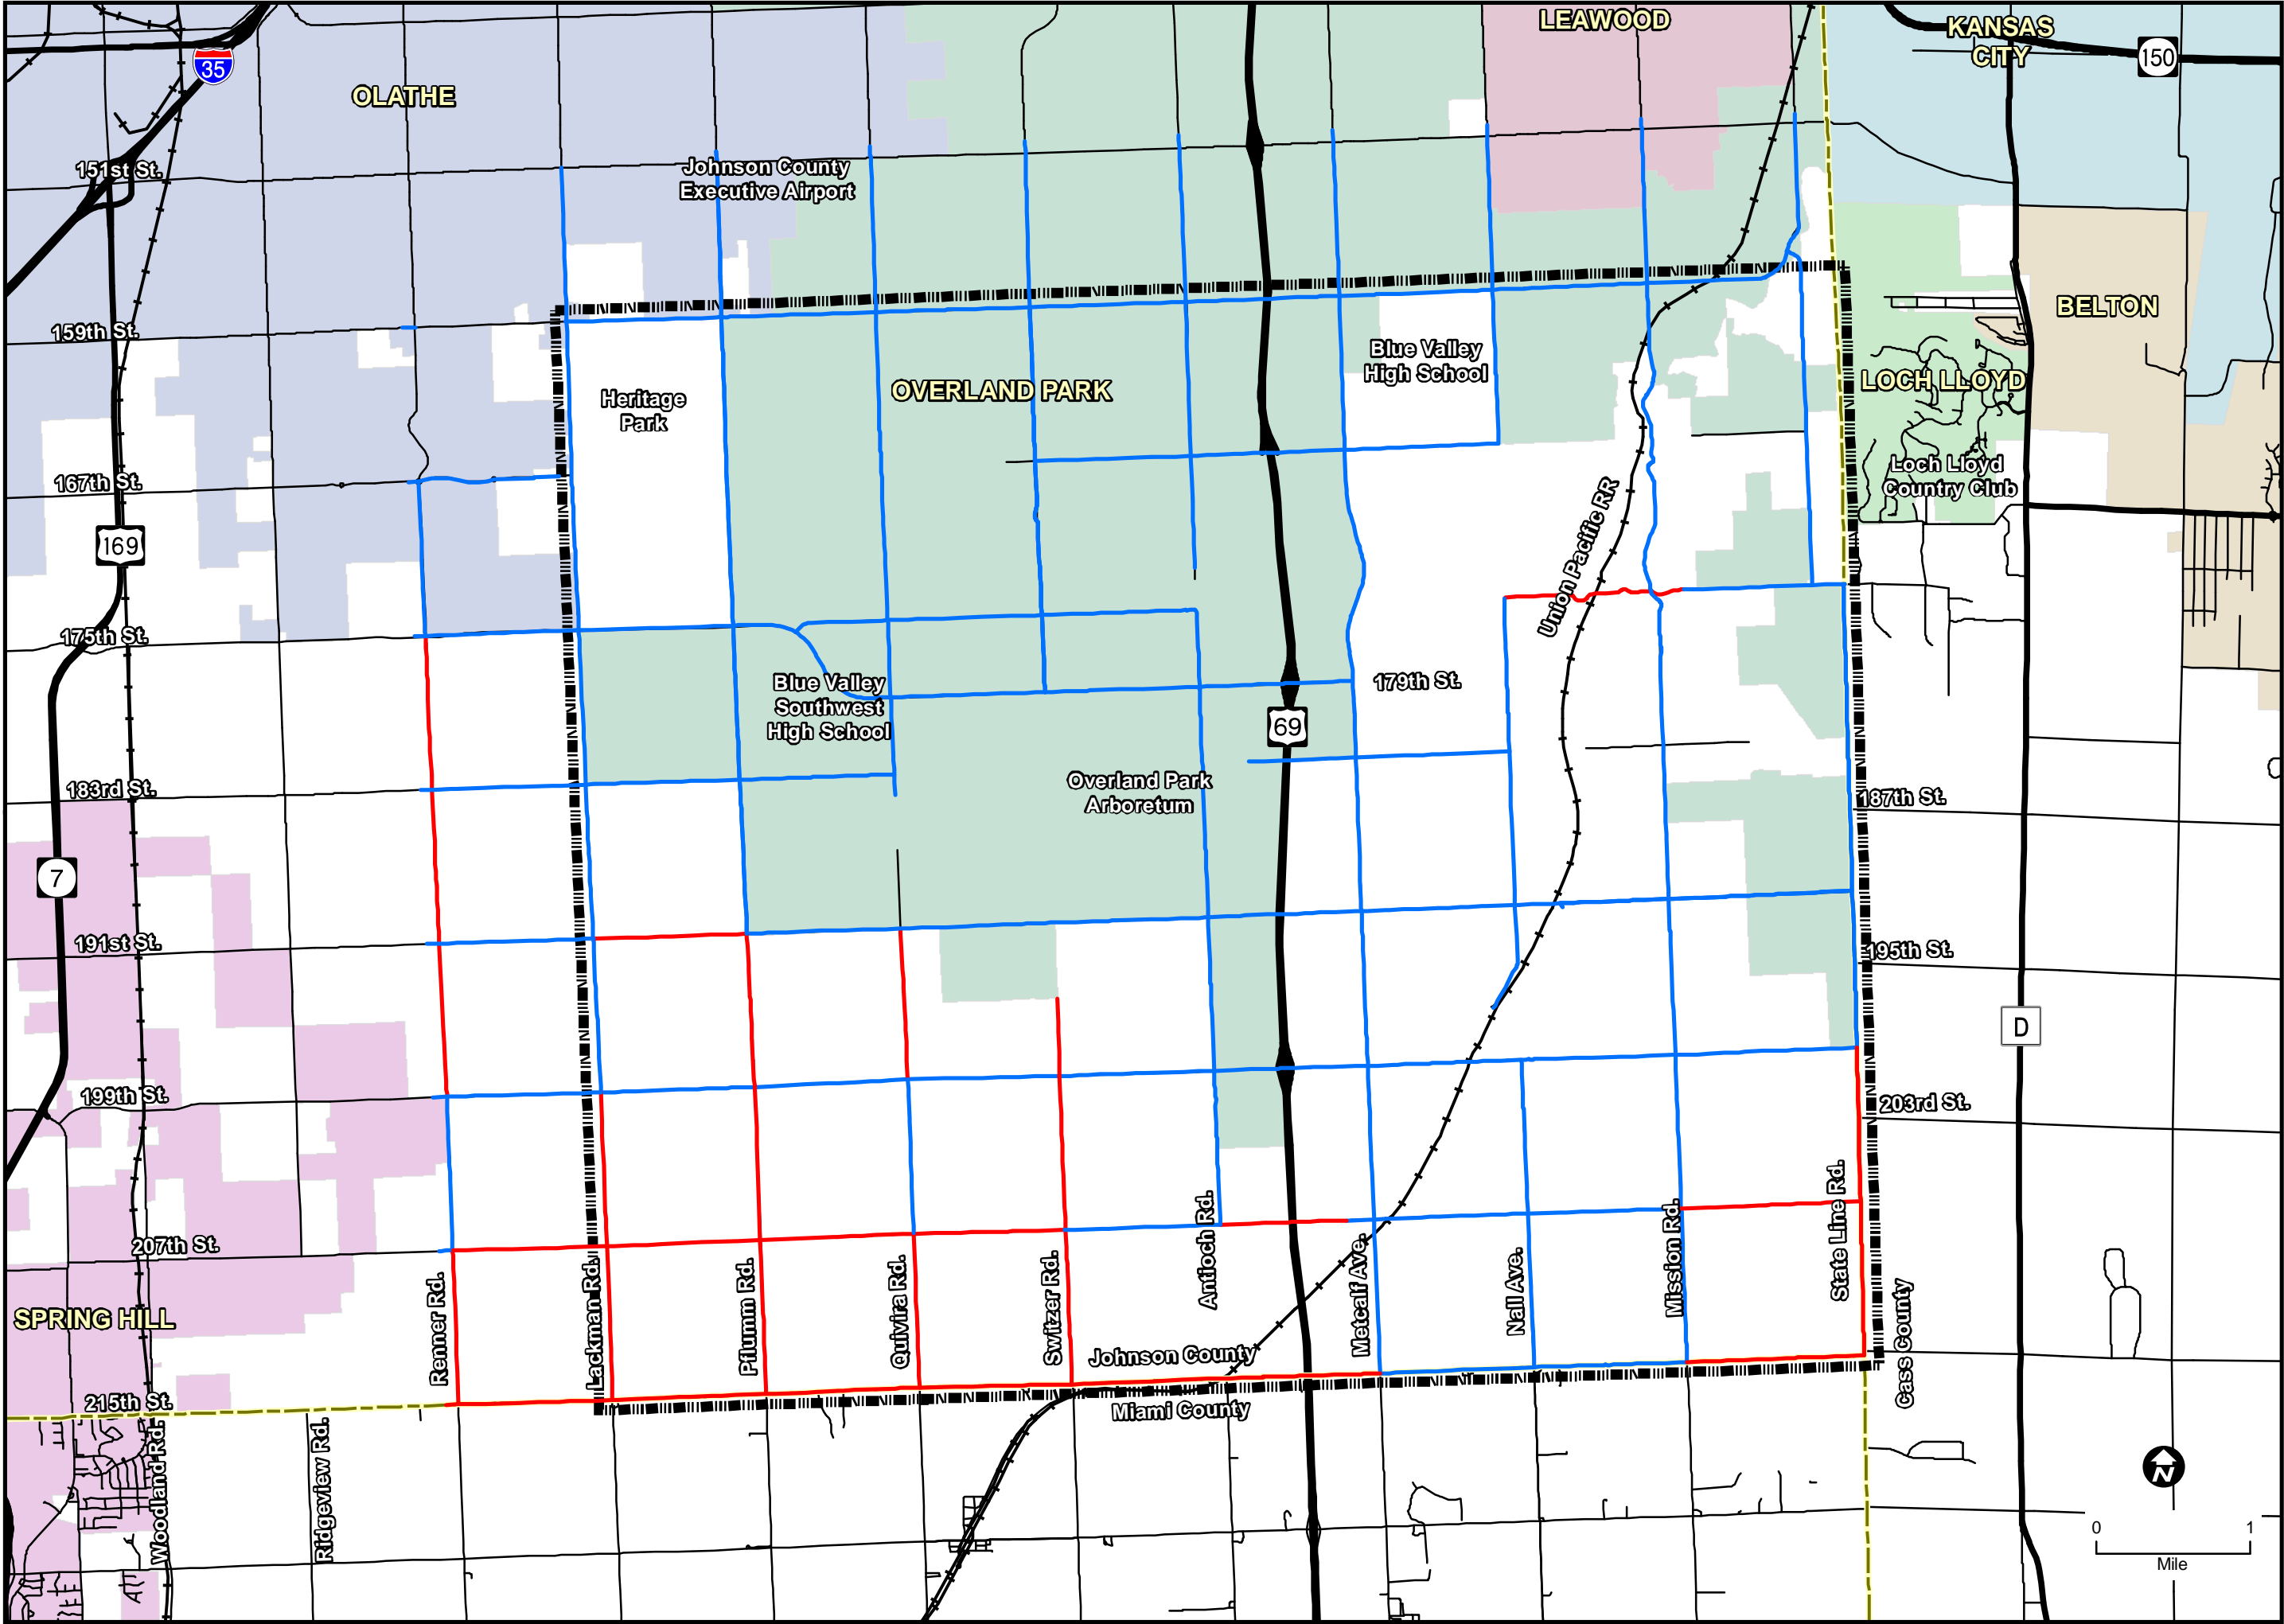 LEAWOOD
KANSAS
CITY
150
35
OLATHE
151st St.
Johnson County
Executive Airport
159th St.
BELTON
Blue Valley
High School
Heritage
Park
OVERLAND PARK
LOCH LLOYD
167th St.
Loch Lloyd
Country Club
Union Pacific RR
169
175th St.
179th St.
Blue Valley
Southwest
High School
69
183rd St.
Overland Park
Arboretum
187th St.
7
191st St.
195th St.
D
199th St.
203rd St.
207th St.
SPRING HILL
Renner Rd.
Lackman Rd.
Pflumm Rd.
Quivira Rd.
Switzer Rd.
Antioch Rd.
Metcalf Ave.
Nall Ave.
Mission Rd.
State Line Rd.
Cass County
Johnson County
Miami County
215th St.
Woodland Rd.
Ridgeview Rd.
N
0 1
Mile